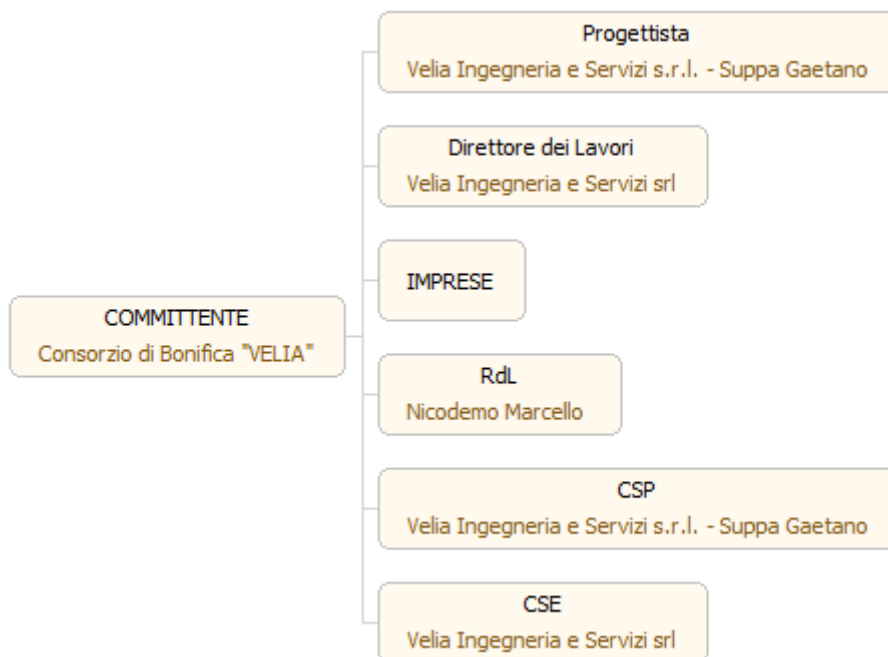 Progettista
Velia Ingegneria e Servizi s.r.l. - Suppa Gaetano
Direttore dei Lavori
Velia Ingegneria e Servizi srl
IMPRESE
COMMITTENTE
Consorzio di Bonifica "VELIA"
RdL
Nicodemo Marcello
CSP
Velia Ingegneria e Servizi s.r.l. - Suppa Gaetano
CSE
Velia Ingegneria e Servizi srl